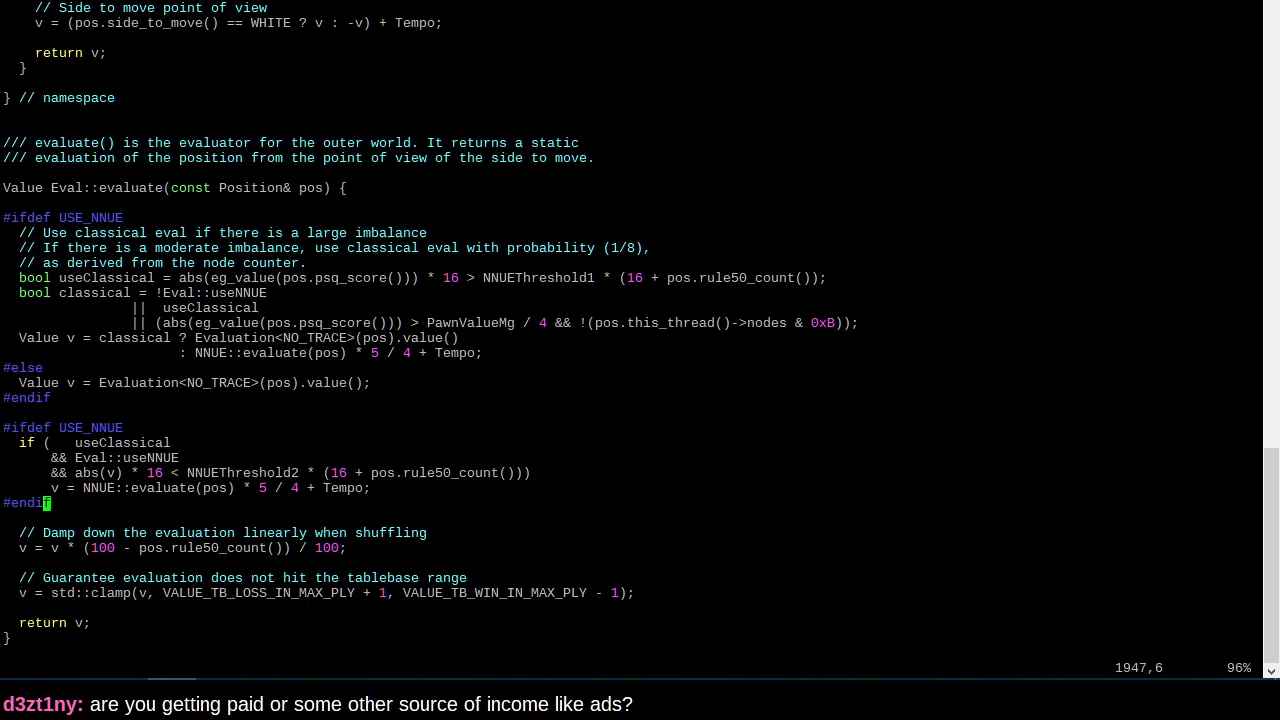 // Side to move point of view
v = (pos.side_to_move() == WHITE ? v : -v) + Tempo;
return v;
}
} // namespace
/// evaluate() is the evaluator for the outer world. It returns a static
/// evaluation of the position from the point of view of the side to move.
Value Eval::evaluate(const Position& pos) {
#ifdef USE_NNUE
// Use classical eval if there is a large imbalance
// If there is a moderate imbalance, use classical eval with probability (1/8),
// as derived from the node counter.
bool useClassical = abs(eg_value(pos.psq_score())) * 16 > NNUEThreshold1 * (16 + pos.rule50_count());
bool classical = !Eval::useNNUE
|| useClassical
|| (abs(eg_value(pos.psq_score())) > PawnValueMg / 4 && !(pos.this_thread()->nodes & 0xB));
Value v = classical ? Evaluation<NO_TRACE>(pos).value()
: NNUE::evaluate(pos) * 5 / 4 + Tempo;
#else
Value v = Evaluation<NO_TRACE>(pos).value();
#endif
#ifdef USE_NNUE
if ( useClassical
&& Eval::useNNUE
&& abs(v) * 16 < NNUEThreshold2 * (16 + pos.rule50_count()))
v = NNUE::evaluate(pos) * 5 / 4 + Tempo;
#endif
// Damp down the evaluation linearly when shuffling
v = v * (100 - pos.rule50_count()) / 100;
// Guarantee evaluation does not hit the tablebase range
v = std::clamp(v, VALUE_TB_LOSS_IN_MAX_PLY + 1, VALUE_TB_WIN_IN_MAX_PLY - 1);
return v;
}
1947,6 96%
d3zt1ny: are you getting paid or some other source of income like ads?